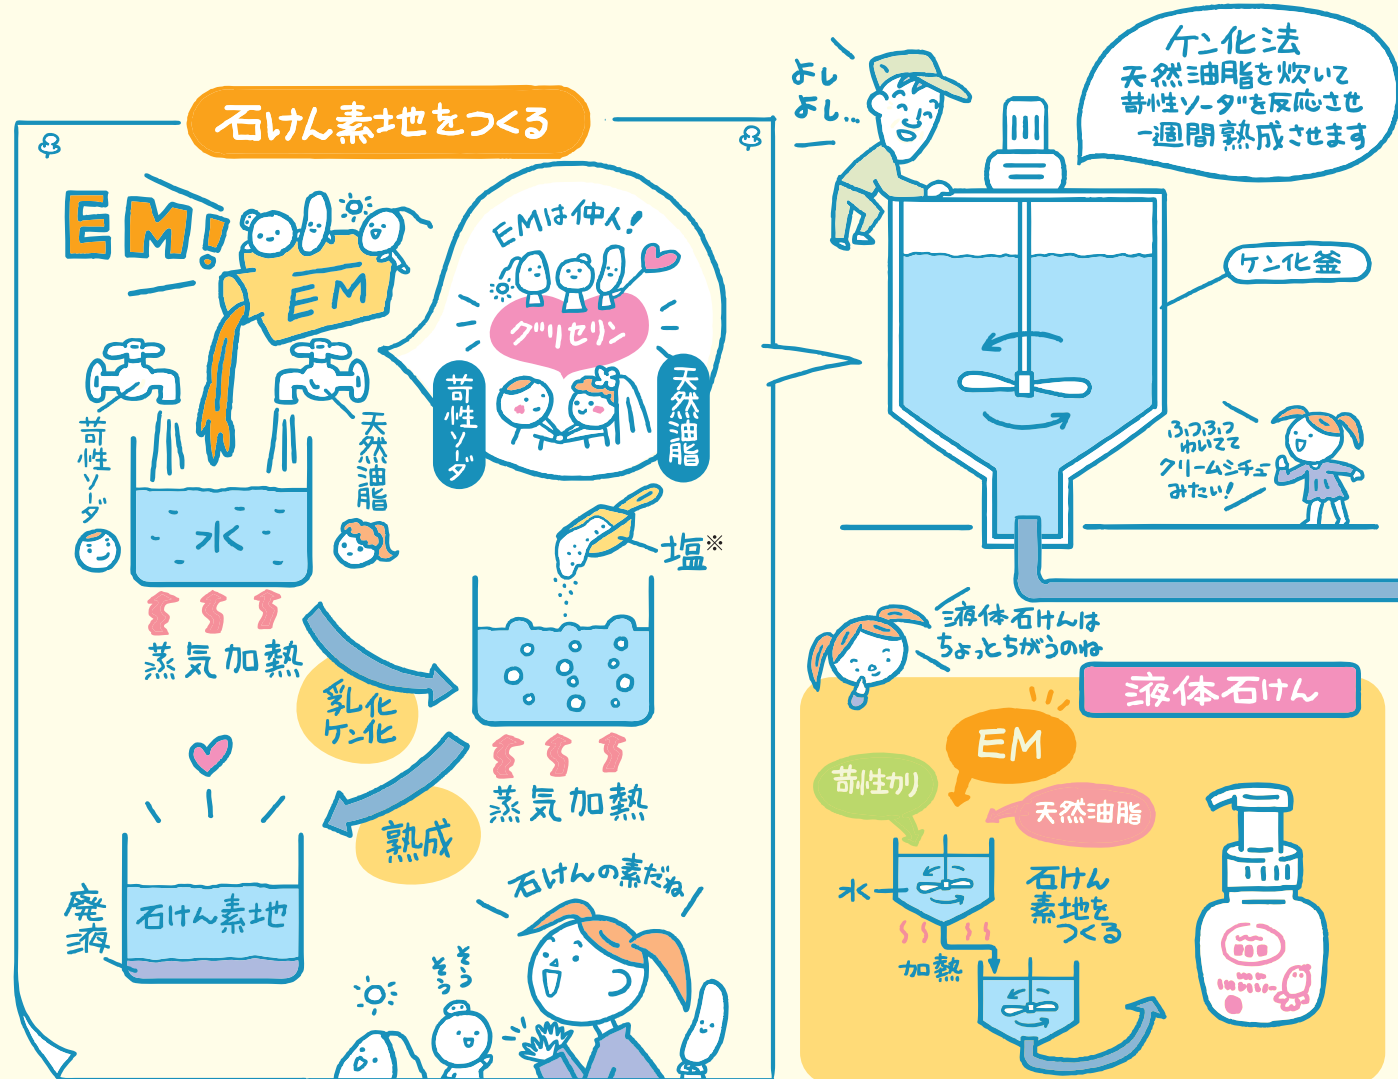 石けん素地をつくる
EM!
EM
EMは仲人!
グリセリン
苛性ソーダ
天然油脂
苛性ソーダ
天然油脂
水
蒸気加熱
乳化
ケン化
塩※
蒸気加熱
熟成
廃液
石けん素地
石けんの素だね
そうそう
よし
よし…
ケン化法
天然油脂を炊いて
苛性ソーダを反応させ
一週間熟成させます
ケン化釜
ふつふつ
わいてて
クリームシチュー
みたい!
液体石けんは
ちょっとちがうのね
液体石けん
EM
苛性カリ
天然油脂
水
加熱
石けん
素地を
つくる